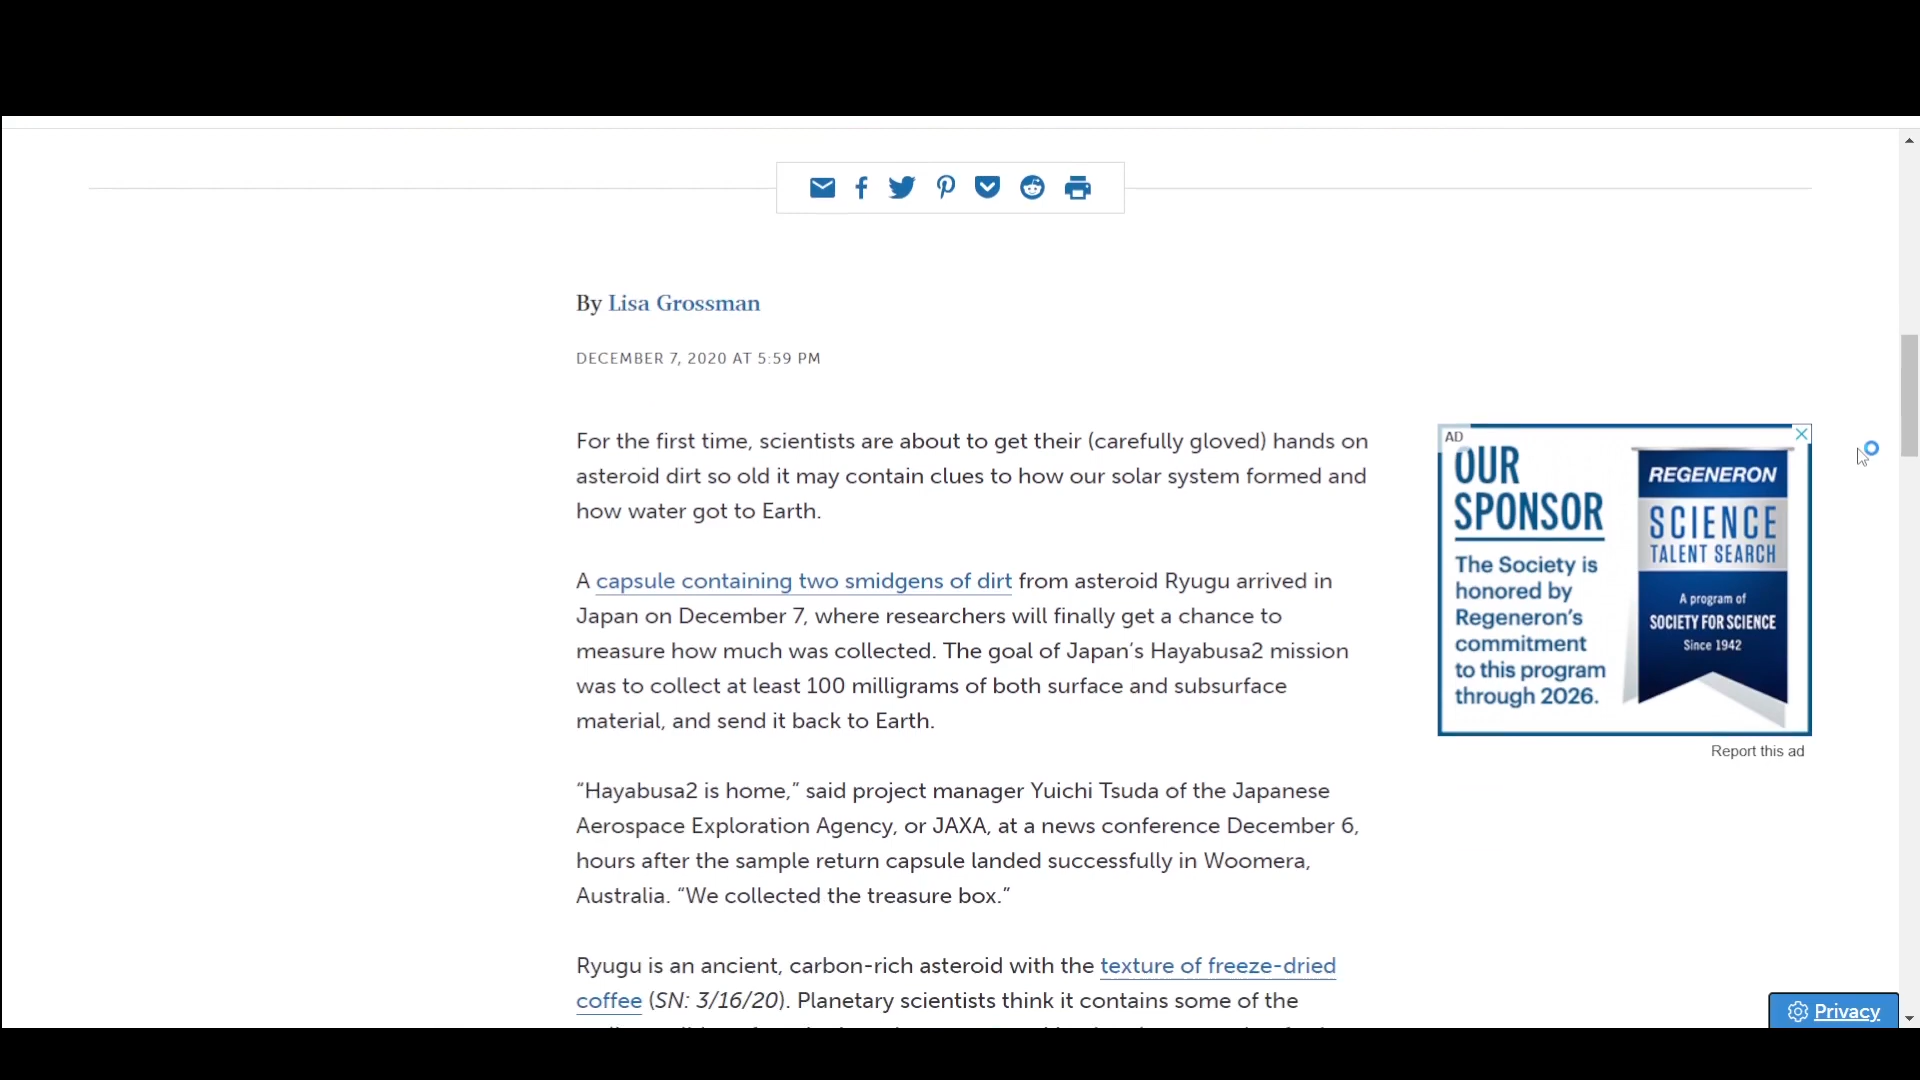 By Lisa Grossman
DECEMBER 7, 2020 AT 5:59 PM
For the first time, scientists are about to get their (carefully gloved) hands on
asteroid dirt so old it may contain clues to how our solar system formed and
how water got to Earth.
A capsule containing two smidgens of dirt from asteroid Ryugu arrived in
Japan on December 7, where researchers will finally get a chance to
measure how much was collected. The goal of Japan’s Hayabusa2 mission
was to collect at least 100 milligrams of both surface and subsurface
material, and send it back to Earth.
“Hayabusa2 is home,” said project manager Yuichi Tsuda of the Japanese
Aerospace Exploration Agency, or JAXA, at a news conference December 6,
hours after the sample return capsule landed successfully in Woomera,
Australia. “We collected the treasure box.”
Ryugu is an ancient, carbon-rich asteroid with the texture of freeze-dried
coffee (SN: 3/16/20). Planetary scientists think it contains some of the
AD
OUR
SPONSOR
The Society is
honored by
Regeneron’s
commitment
to this program
through 2026.
REGENERON
SCIENCE
TALENT SEARCH
A program of
SOCIETY FOR SCIENCE
Since 1942
Report this ad
Privacy